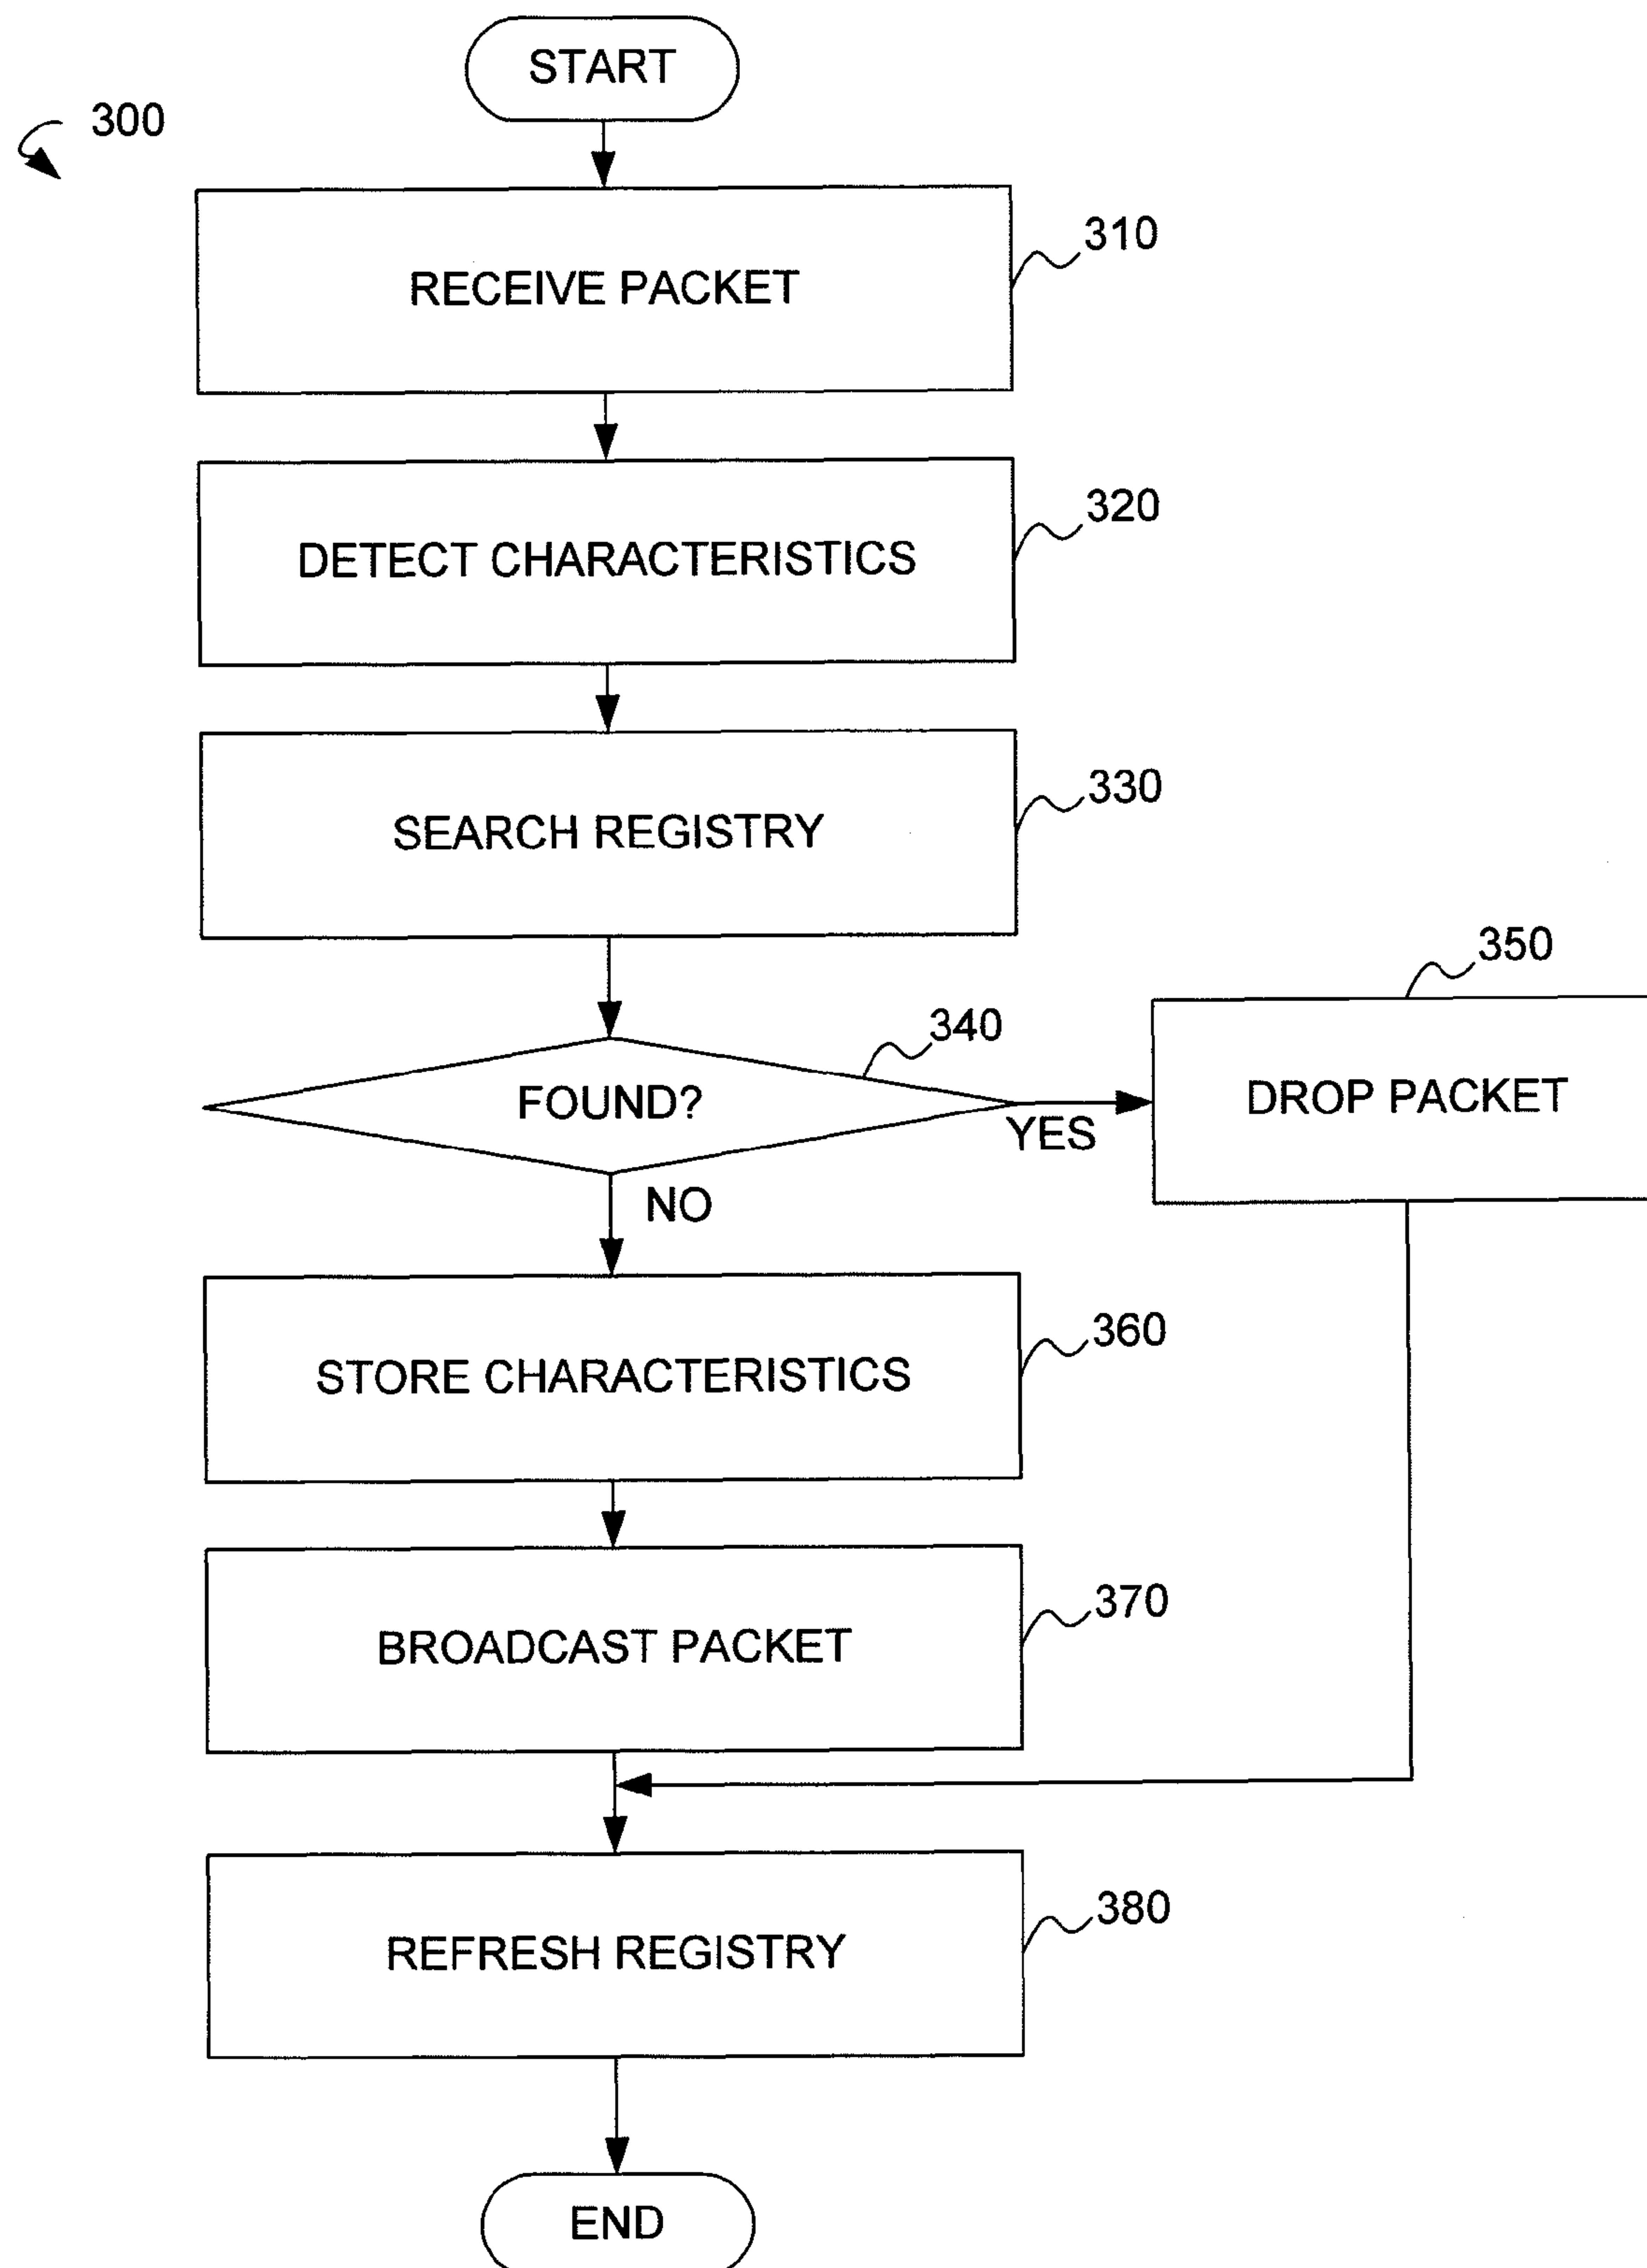 START
300
310
RECEIVE PACKET
320
DETECT CHARACTERISTICS
330
SEARCH REGISTRY
350
340
FOUND?
DROP PACKET
YES
NO
360
STORE CHARACTERISTICS
370
BROADCAST PACKET
380
REFRESH REGISTRY
END